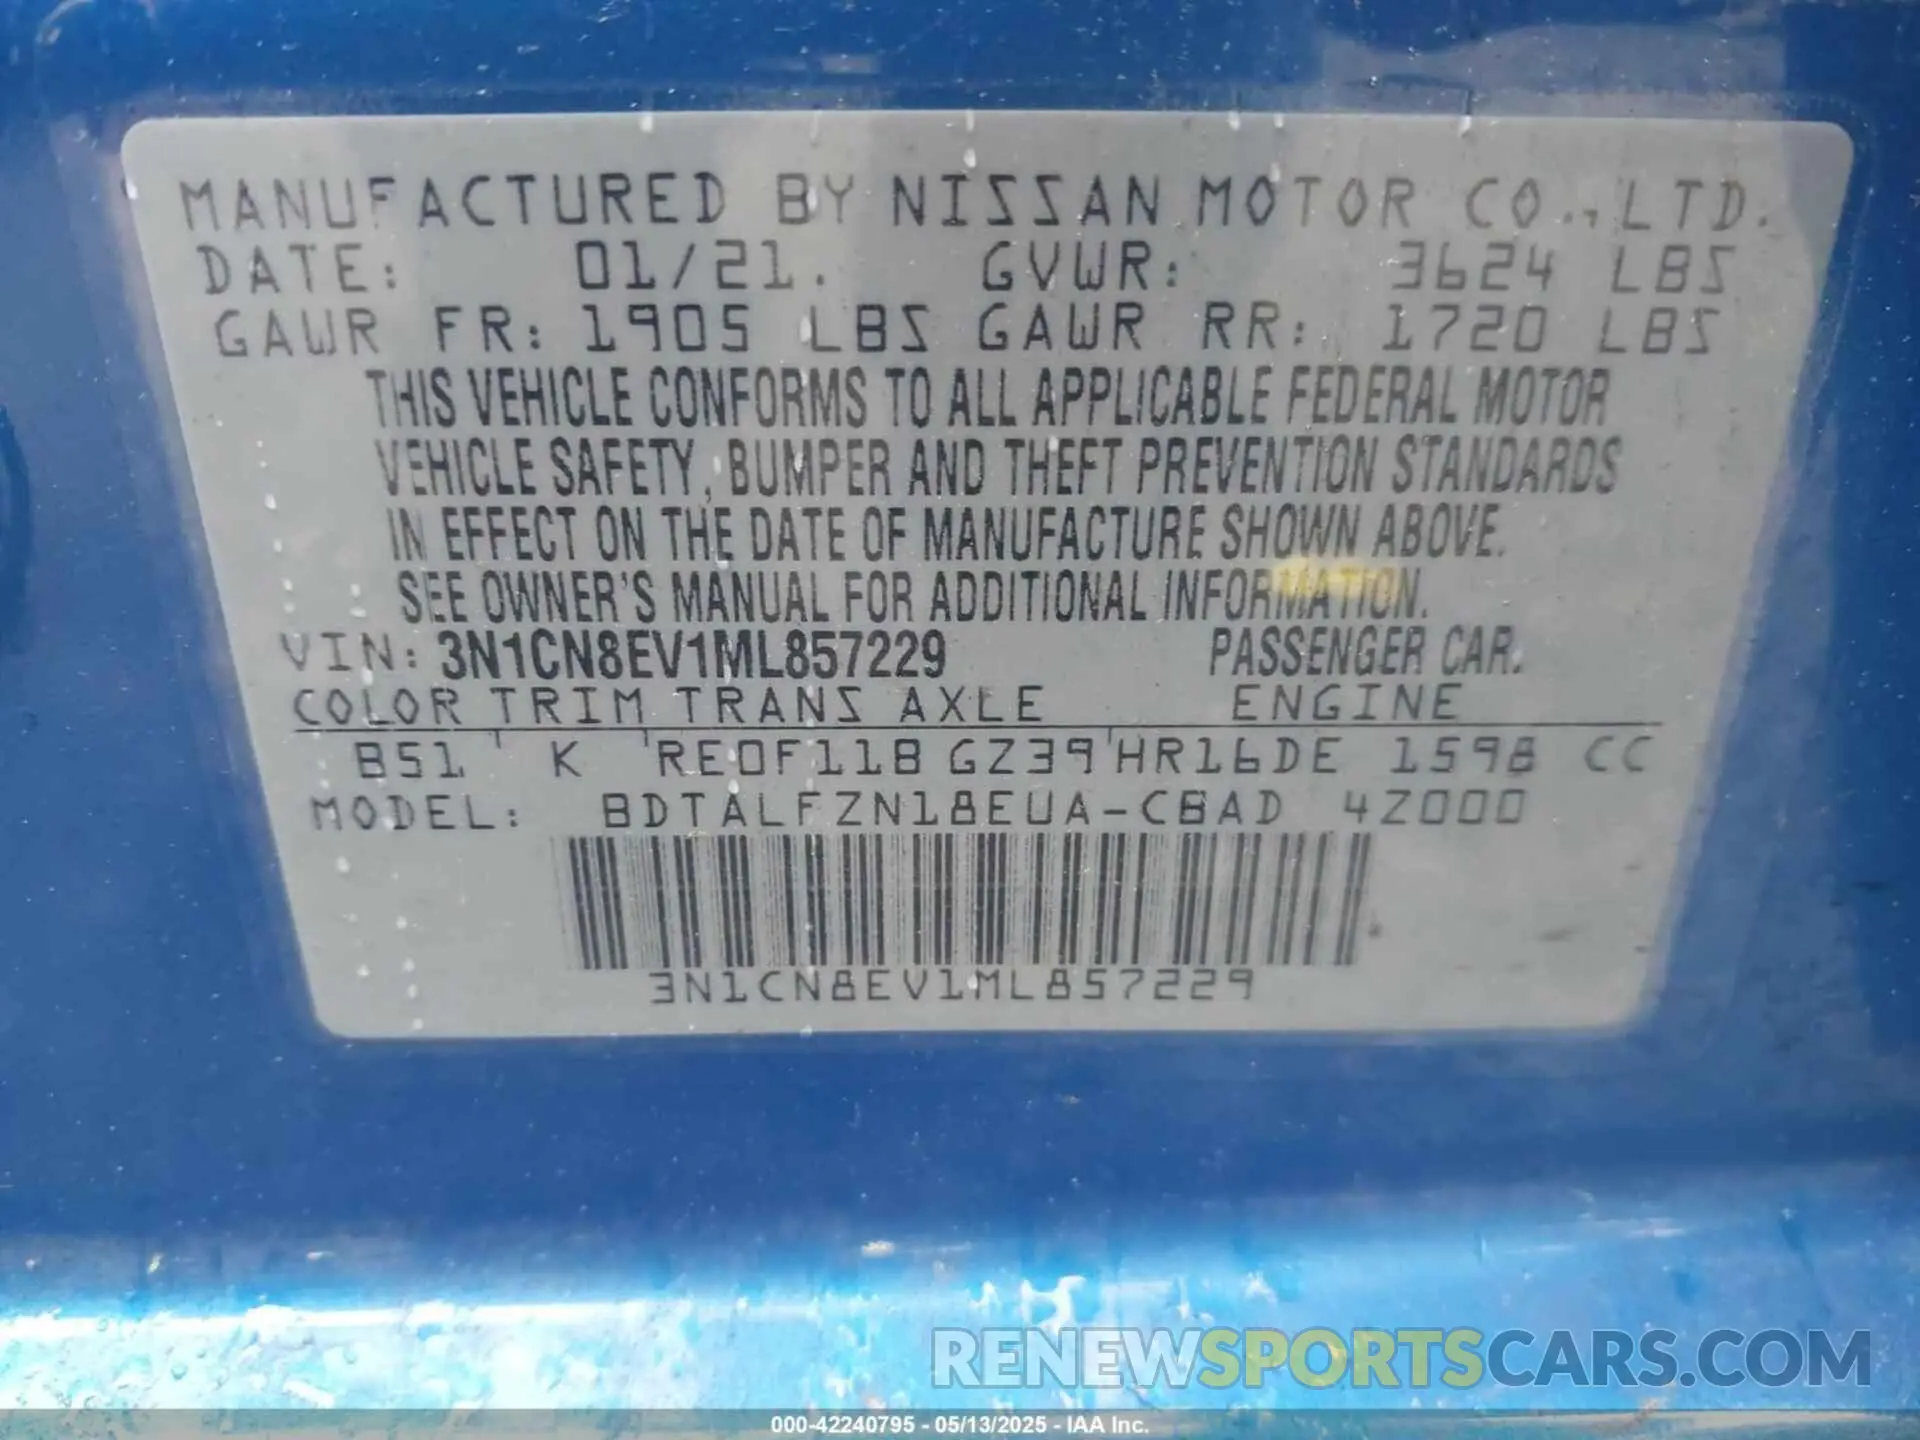 MANUFACTURED BY NISSAN MOTOR CO., LTD.
DATE: 01/21. GVWR: 3624 LBS
GAWR FR: 1905 LBS GAWR RR: 1720 LBS
THIS VEHICLE CONFORMS TO ALL APPLICABLE FEDERAL MOTOR
VEHICLE SAFETY, BUMPER AND THEFT PREVENTION STANDARDS
IN EFFECT ON THE DATE OF MANUFACTURE SHOWN ABOVE.
SEE OWNER'S MANUAL FOR ADDITIONAL INFORMATION.
VIN: 3N1CN8EV1ML857229 PASSENGER CAR.
COLOR TRIM TRANS AXLE ENGINE
B51 K RE0F11B GZ39 HR16DE 1598 CC
MODEL: BDTALFZN18EUA-CBAD 4Z000
3N1CN8EV1ML857229
RENEWSPORTSCARS.COM
000-42240795 - 05/13/2025 - IAA Inc.